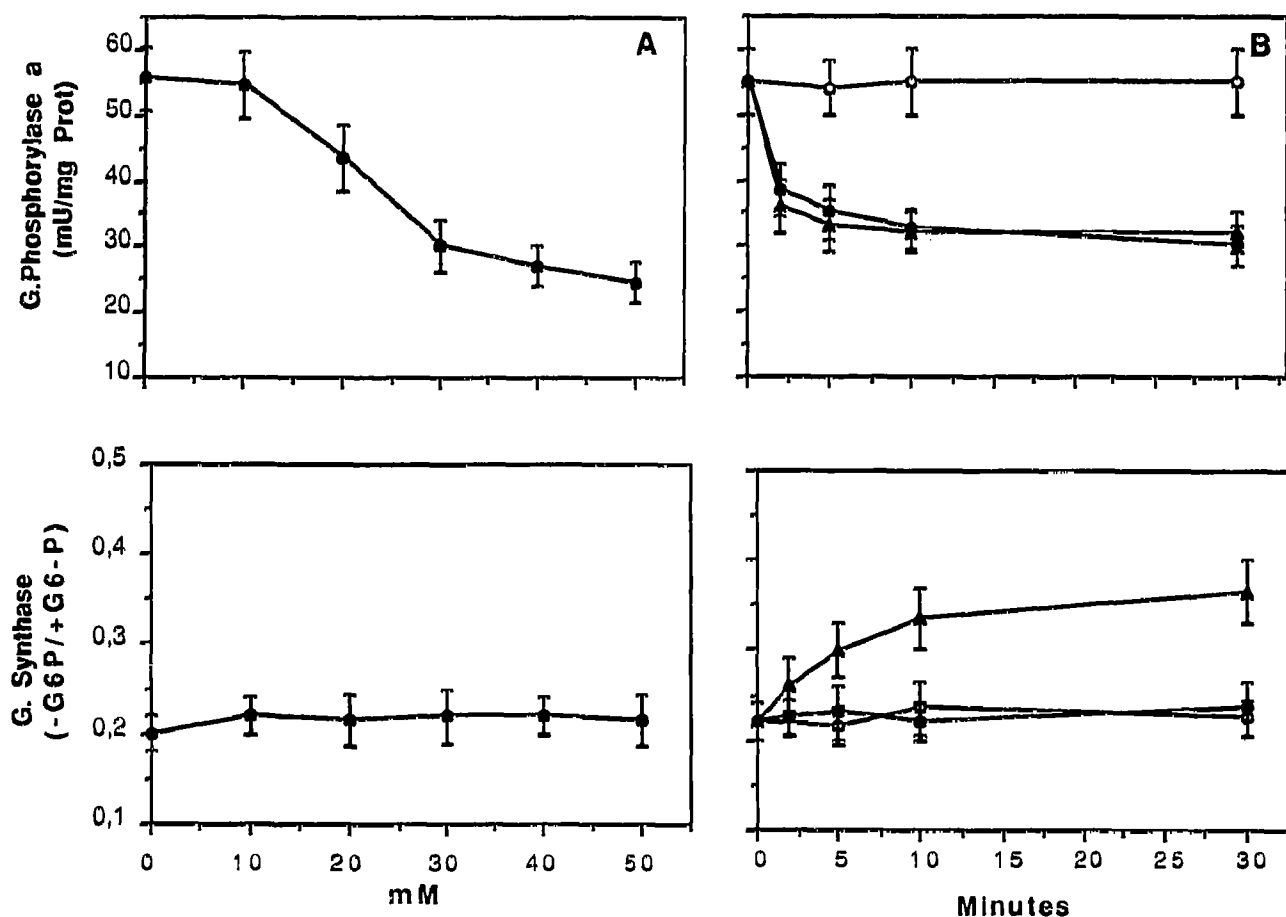 A
B
G.Phosphorylase a
(mU/mg Prot)
60
50
40
30
20
10
G. Synthase
(-G6P/+G6-P)
0,5
0,4
0,3
0,2
0,1
0 10 20 30 40 50
mM
0 5 10 15 20 25 30
Minutes